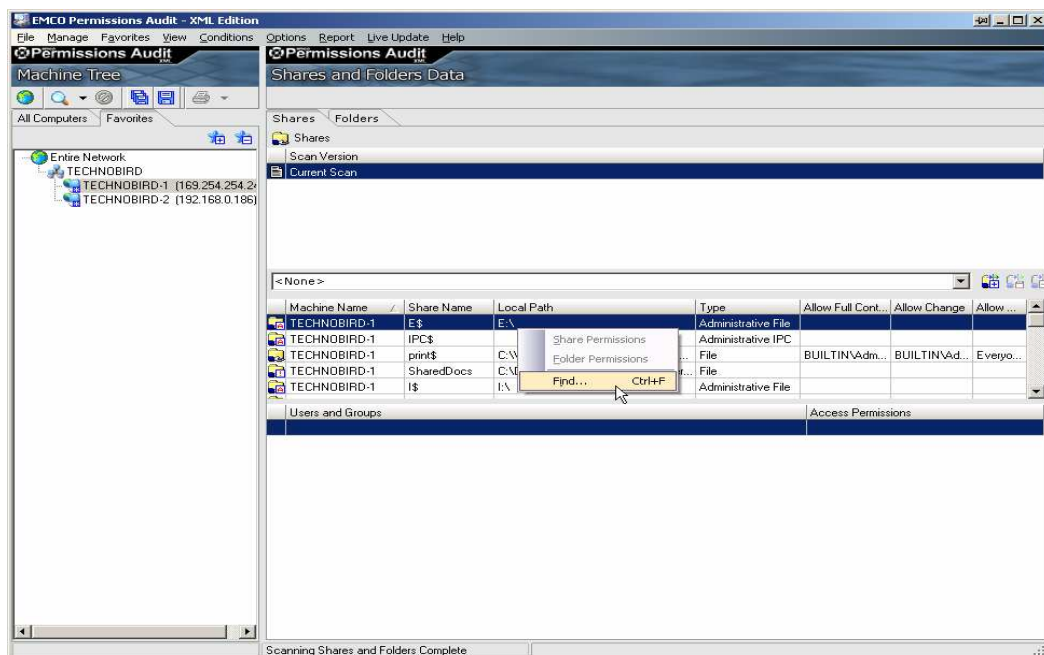 EMCO Permissions Audit - XML Edition
File Manage Favorites View Conditions Options Report Live Update Help
Permissions Audit
XML
Machine Tree
Permissions Audit
XML
Shares and Folders Data
All Computers Favorites
Entire Network
TECHNOBIRD
TECHNOBIRD-1 (169.254.254.24
TECHNOBIRD-2 (192.168.0.186)
Shares Folders
Shares
Scan Version
Current Scan
<None>
Machine Name Share Name Local Path Type Allow Full Cont... Allow Change Allow ...
TECHNOBIRD-1 E$ E:\ Administrative File
TECHNOBIRD-1 IPC$ Administrative IPC
TECHNOBIRD-1 print$ C:\ ... File BUILTIN\Adm... BUILTIN\Ad... Everyo...
TECHNOBIRD-1 SharedDocs C:\ ... File
TECHNOBIRD-1 I$ I:\ Administrative File
Share Permissions
Folder Permissions
Find... Ctrl+F
Users and Groups Access Permissions
Scanning Shares and Folders Complete